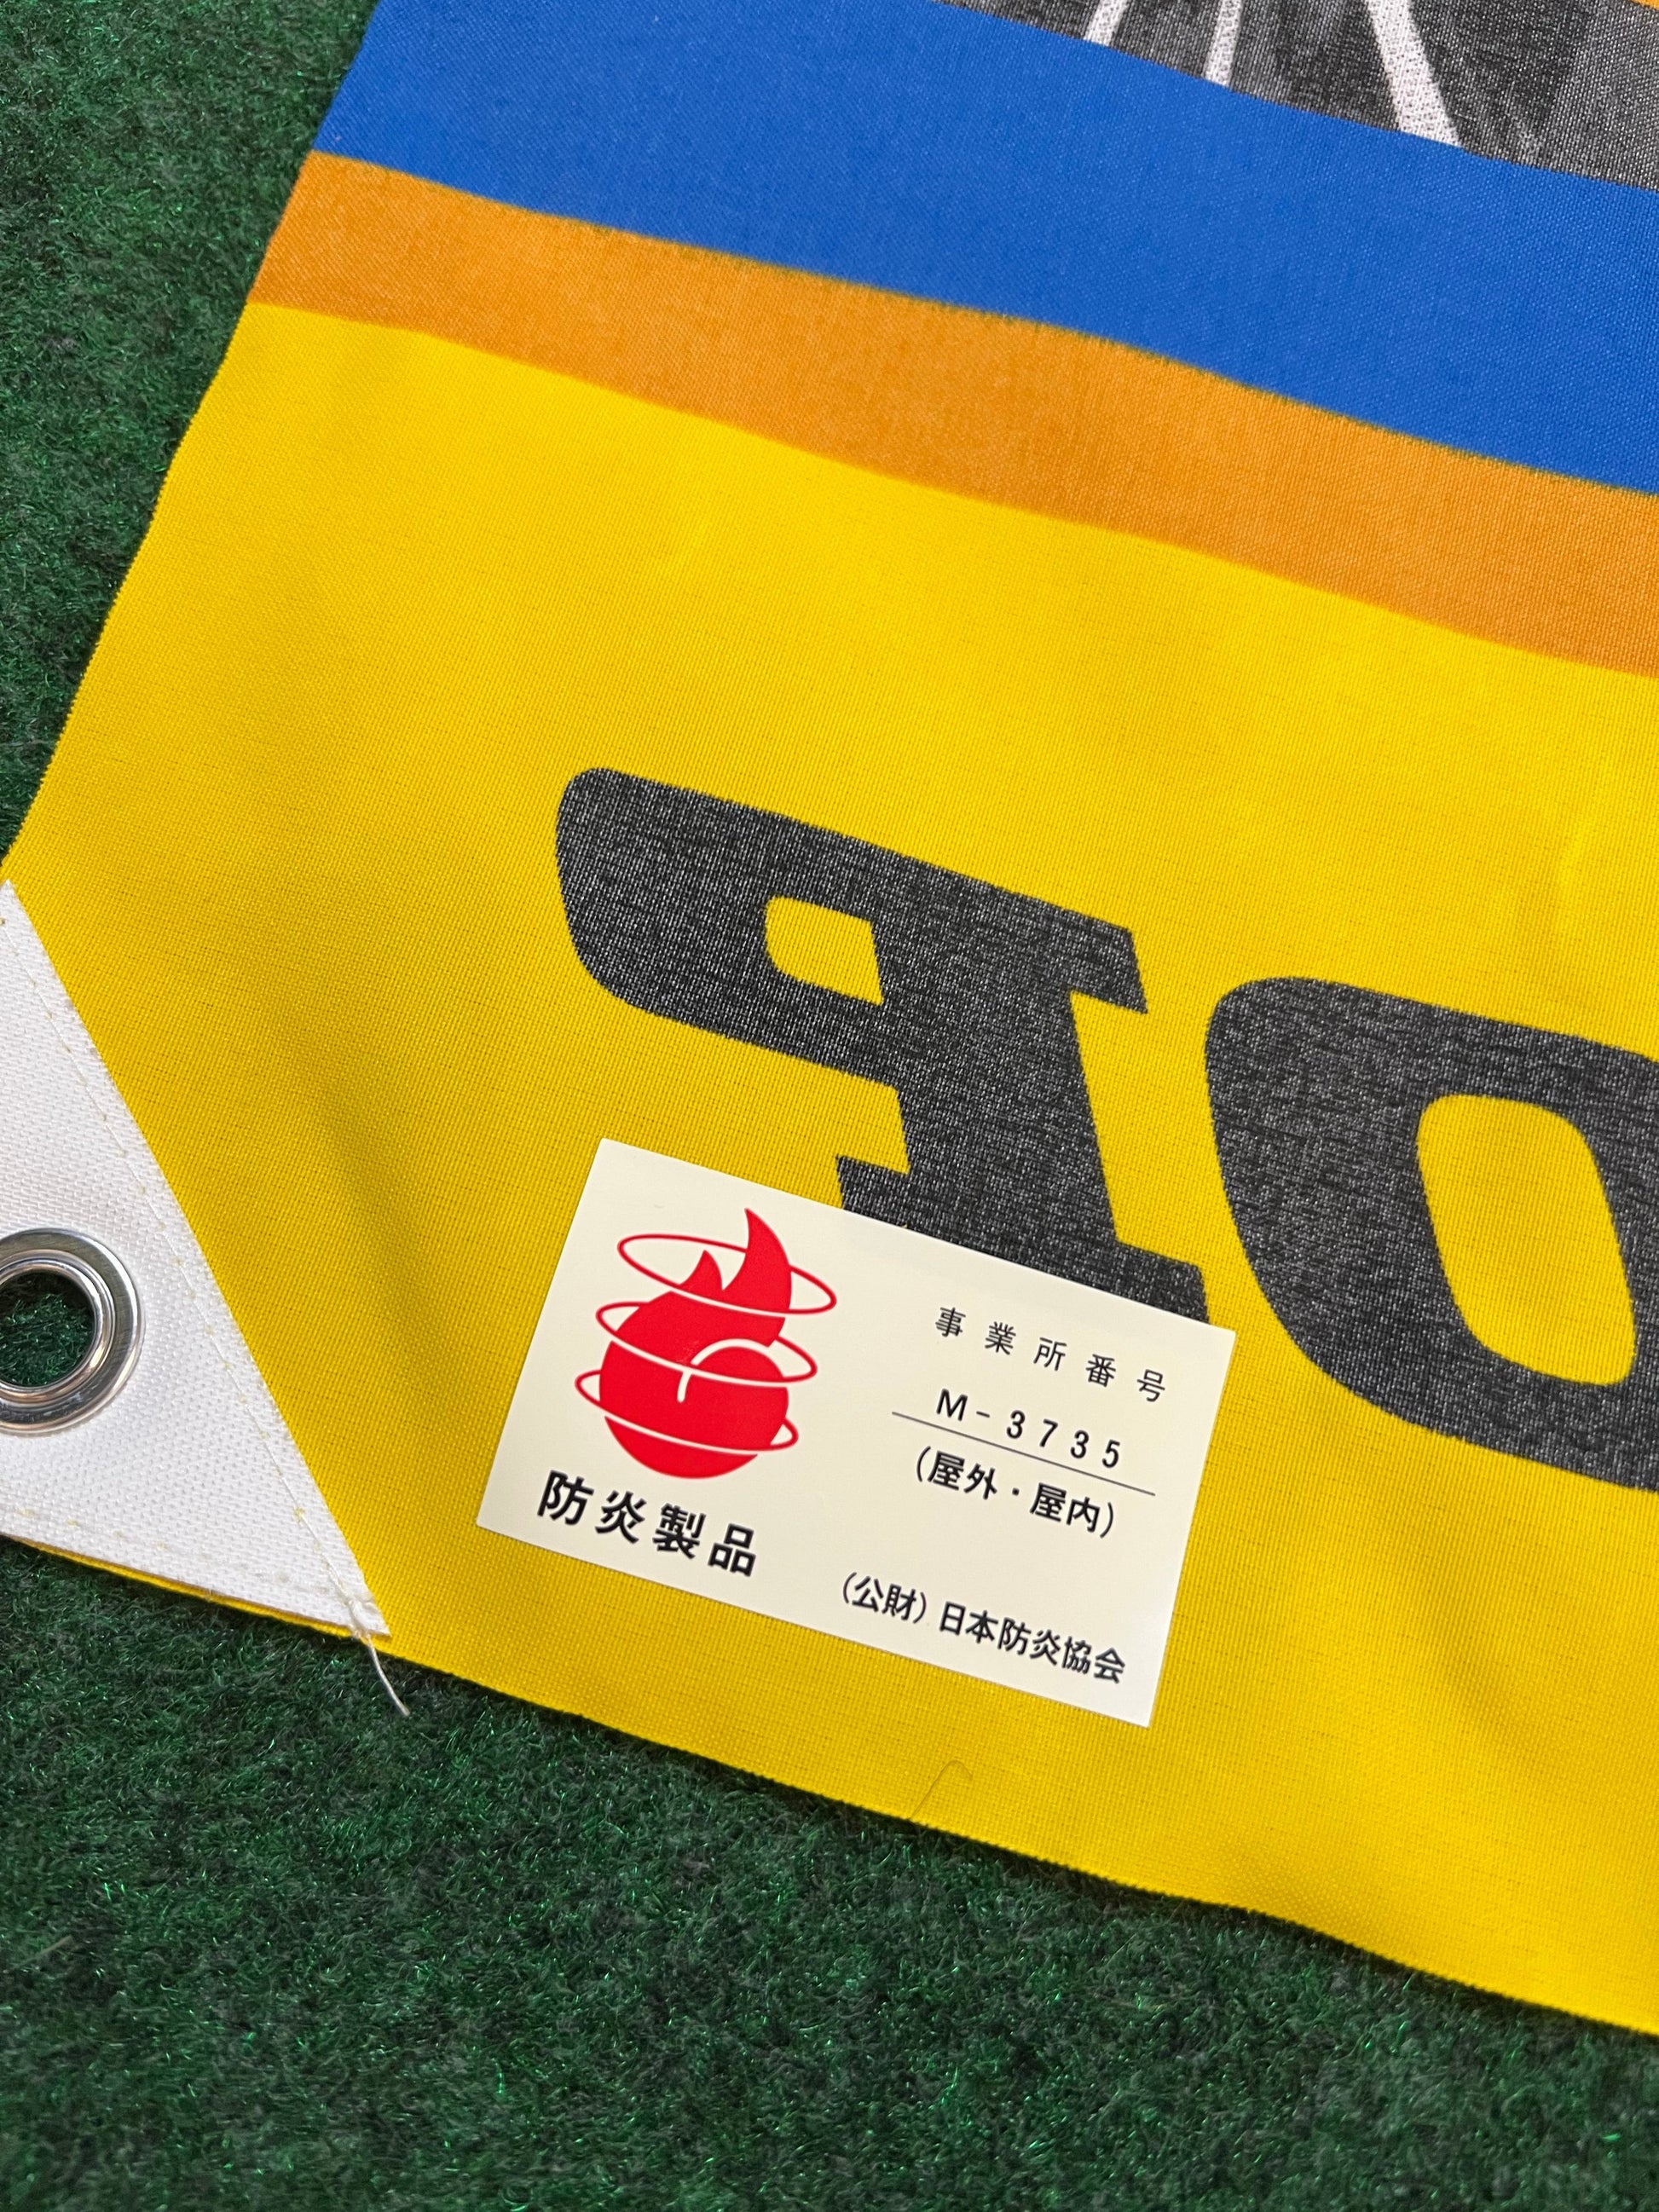 事業所番号
M-3735
(屋外・屋内)
防炎製品
(公財)日本防炎協会